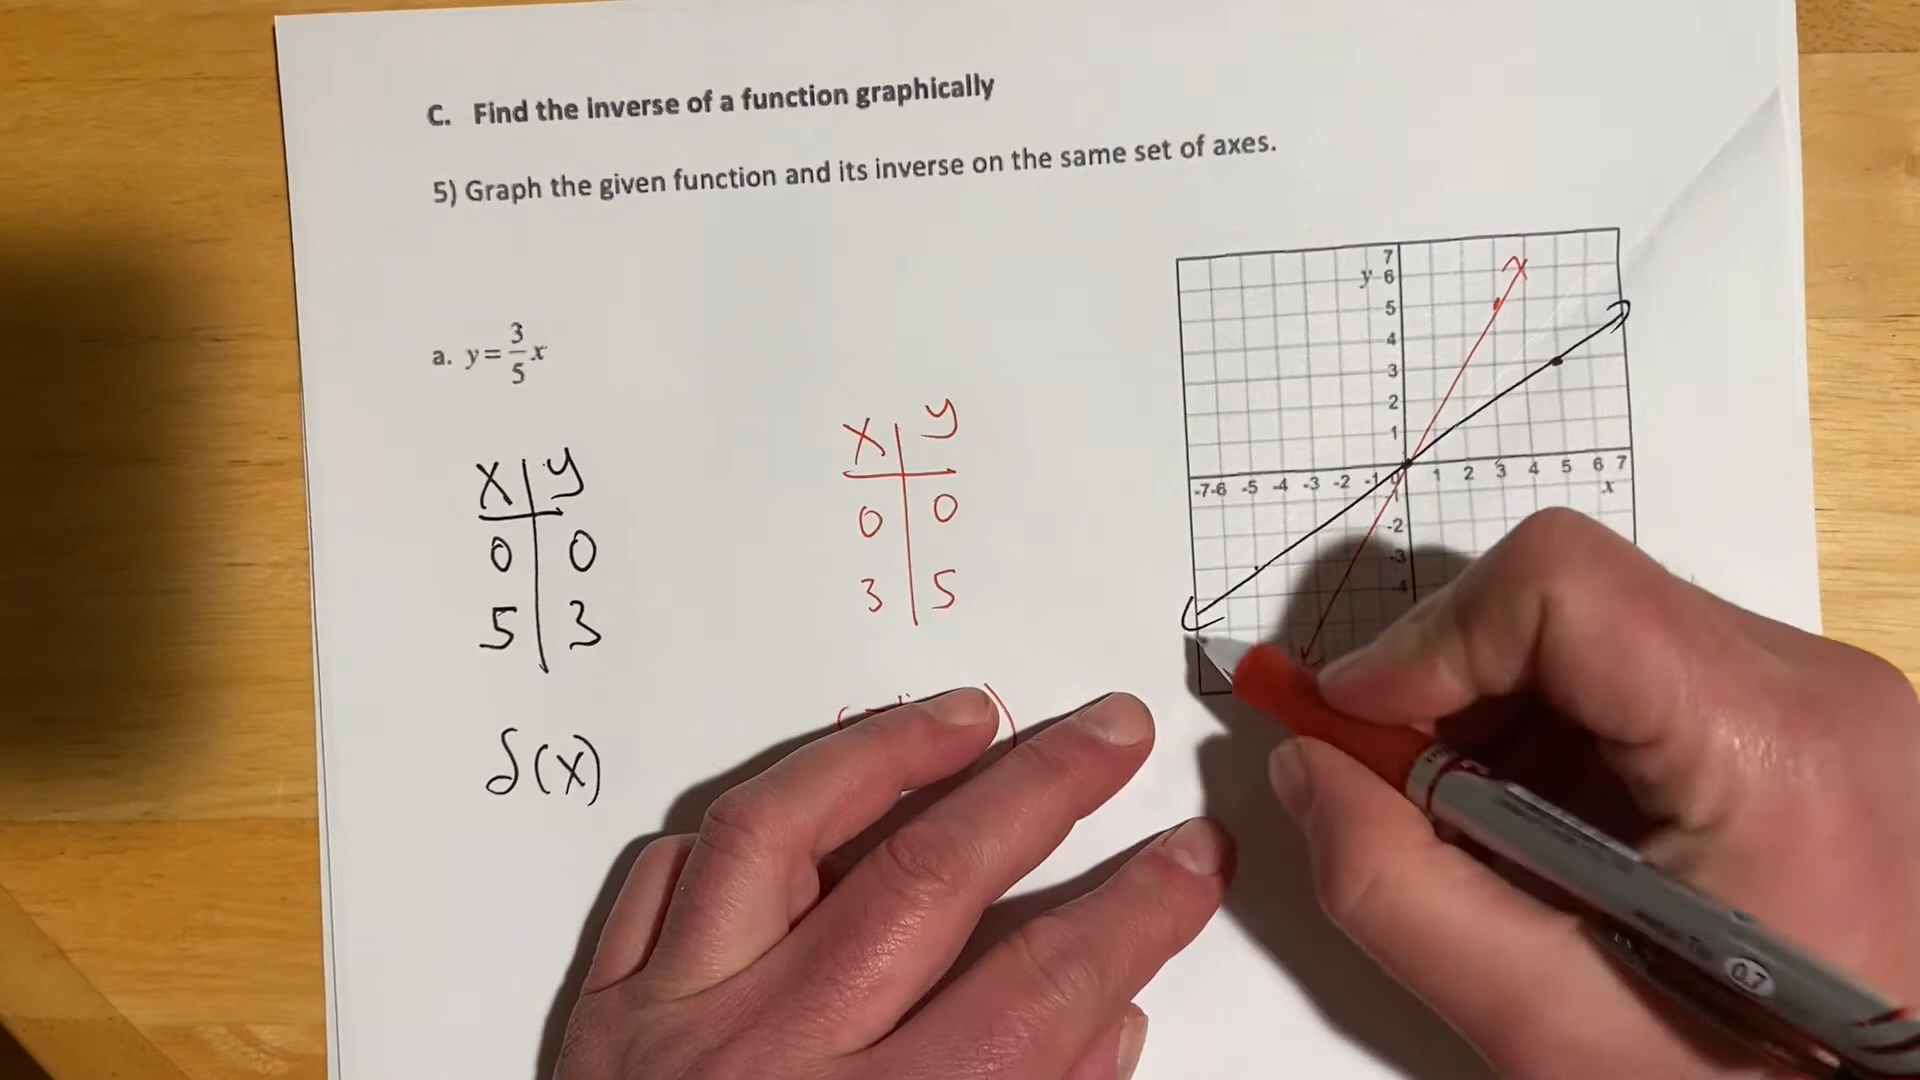 C. Find the inverse of a function graphically
5) Graph the given function and its inverse on the same set of axes.
a. y = 3/5 x
x | y
0 | 0
5 | 3
f(x)
x | y
0 | 0
3 | 5
y
7
6
5
4
3
2
1
-7 -6 -5 -4 -3 -2 -1 0 1 2 3 4 5 6 7
x
-2
-3
-4
0.7